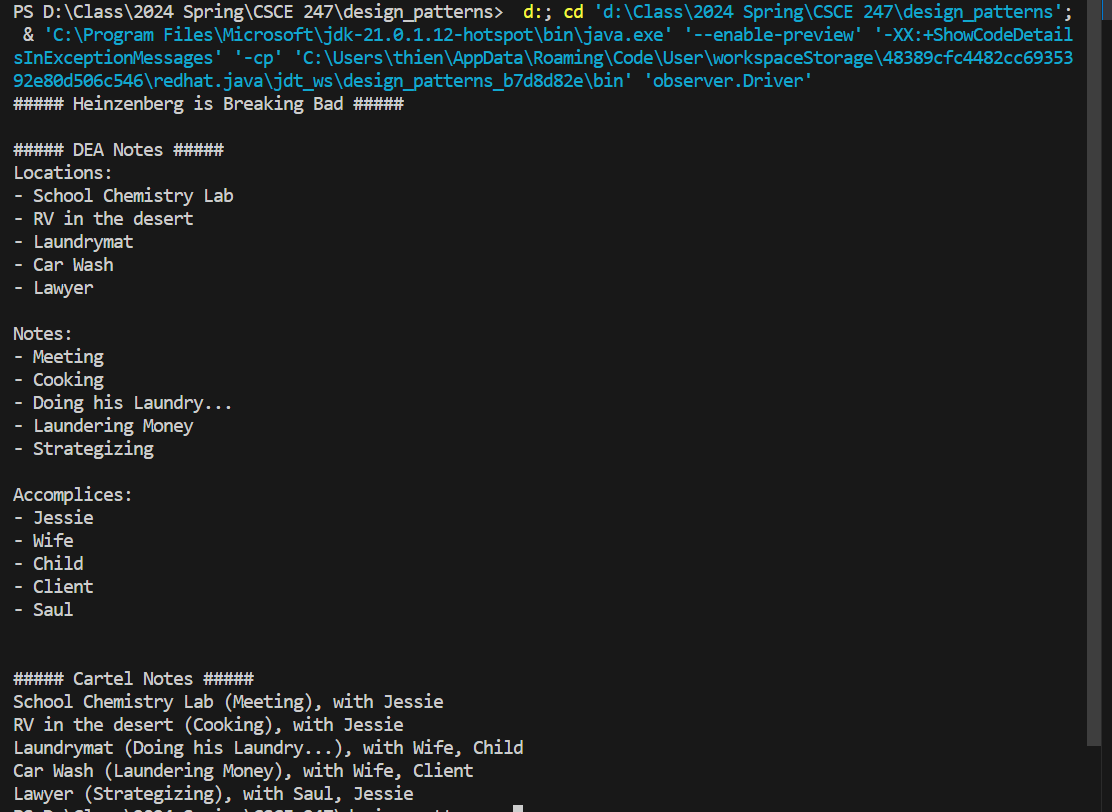 PS D:\Class\2024 Spring\CSCE 247\design_patterns>  d:; cd 'd:\Class\2024 Spring\CSCE 247\design_patterns';
 & 'C:\Program Files\Microsoft\jdk-21.0.1.12-hotspot\bin\java.exe' '--enable-preview' '-XX:+ShowCodeDetail
sInExceptionMessages' '-cp' 'C:\Users\thien\AppData\Roaming\Code\User\workspaceStorage\48389cfc4482cc69353
92e80d506c546\redhat.java\jdt_ws\design_patterns_b7d8d82e\bin' 'observer.Driver'
##### Heinzenberg is Breaking Bad #####
##### DEA Notes #####
Locations:
- School Chemistry Lab
- RV in the desert
- Laundrymat
- Car Wash
- Lawyer
Notes:
- Meeting
- Cooking
- Doing his Laundry...
- Laundering Money
- Strategizing
Accomplices:
- Jessie
- Wife
- Child
- Client
- Saul
##### Cartel Notes #####
School Chemistry Lab (Meeting), with Jessie
RV in the desert (Cooking), with Jessie
Laundrymat (Doing his Laundry...), with Wife, Child
Car Wash (Laundering Money), with Wife, Client
Lawyer (Strategizing), with Saul, Jessie